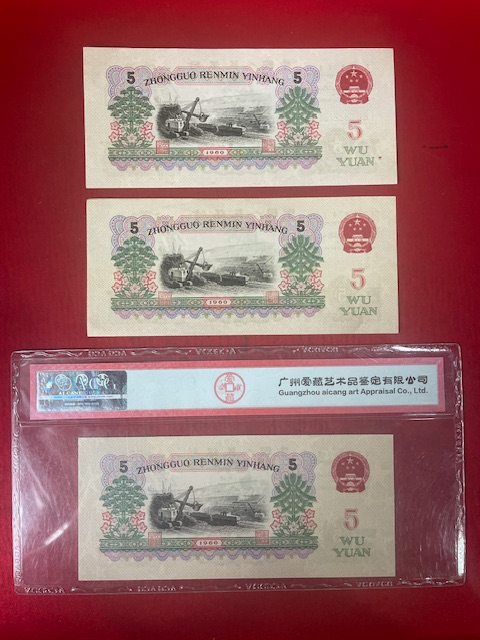 5 ZHONGGUO RENMIN YINHANG 5
5
WU
YUAN
1960
5 ZHONGGUO RENMIN YINHANG 5
5
WU
YUAN
1960
广州爱藏艺术品鉴定有限公司
Guangzhou aicang art Appraisal Co., Ltd.
5 ZHONGGUO RENMIN YINHANG 5
5
WU
YUAN
1960